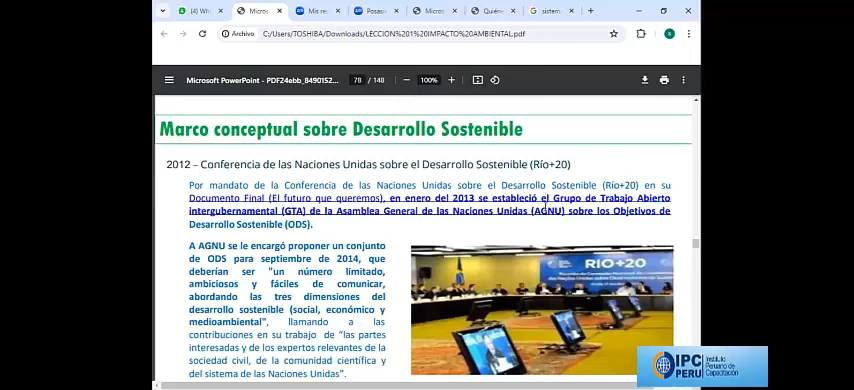 (4) Wh
Micros
Mis re
Posasi
Micros
Quién
sistem
Archivo C:/Users/TOSHIBA/Downloads/LECCION%201%20IMPACTO%20AMBIENTAL.pdf
Microsoft PowerPoint - PDF24ebb_8490152... 78 / 148 100%
Marco conceptual sobre Desarrollo Sostenible
2012 – Conferencia de las Naciones Unidas sobre el Desarrollo Sostenible (Río+20)
Por mandato de la Conferencia de las Naciones Unidas sobre el Desarrollo Sostenible (Río+20) en su
Documento Final (El futuro que queremos), en enero del 2013 se estableció el Grupo de Trabajo Abierto
intergubernamental (GTA) de la Asamblea General de las Naciones Unidas (AGNU) sobre los Objetivos de
Desarrollo Sostenible (ODS).
A AGNU se le encargó proponer un conjunto
de ODS para septiembre de 2014, que
deberían ser "un número limitado,
ambiciosos y fáciles de comunicar,
abordando las tres dimensiones del
desarrollo sostenible (social, económico y
medioambiental", llamando a las
contribuciones en su trabajo de "las partes
interesadas y de los expertos relevantes de la
sociedad civil, de la comunidad científica y
del sistema de las Naciones Unidas".
RIO+20
IPC
PERU
Instituto
Peruano de
Capacitación